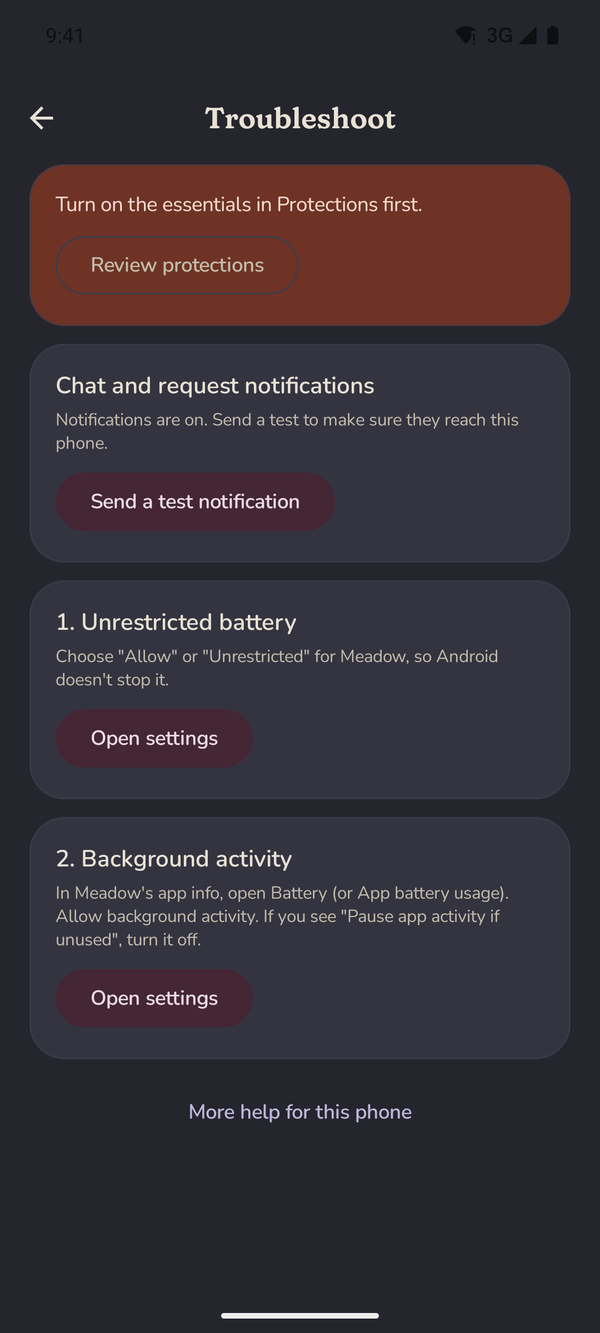 9:41
3G
Troubleshoot
Turn on the essentials in Protections first.
Review protections
Chat and request notifications
Notifications are on. Send a test to make sure they reach this
phone.
Send a test notification
1. Unrestricted battery
Choose "Allow" or "Unrestricted" for Meadow, so Android
doesn't stop it.
Open settings
2. Background activity
In Meadow's app info, open Battery (or App battery usage).
Allow background activity. If you see "Pause app activity if
unused", turn it off.
Open settings
More help for this phone